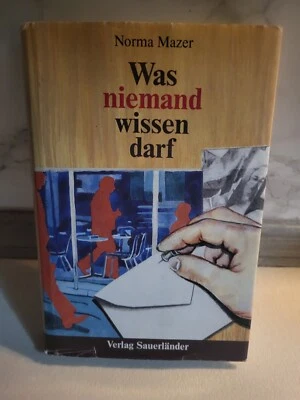 Norma Mazer
Was
niemand
wissen
darf
Verlag Sauerländer